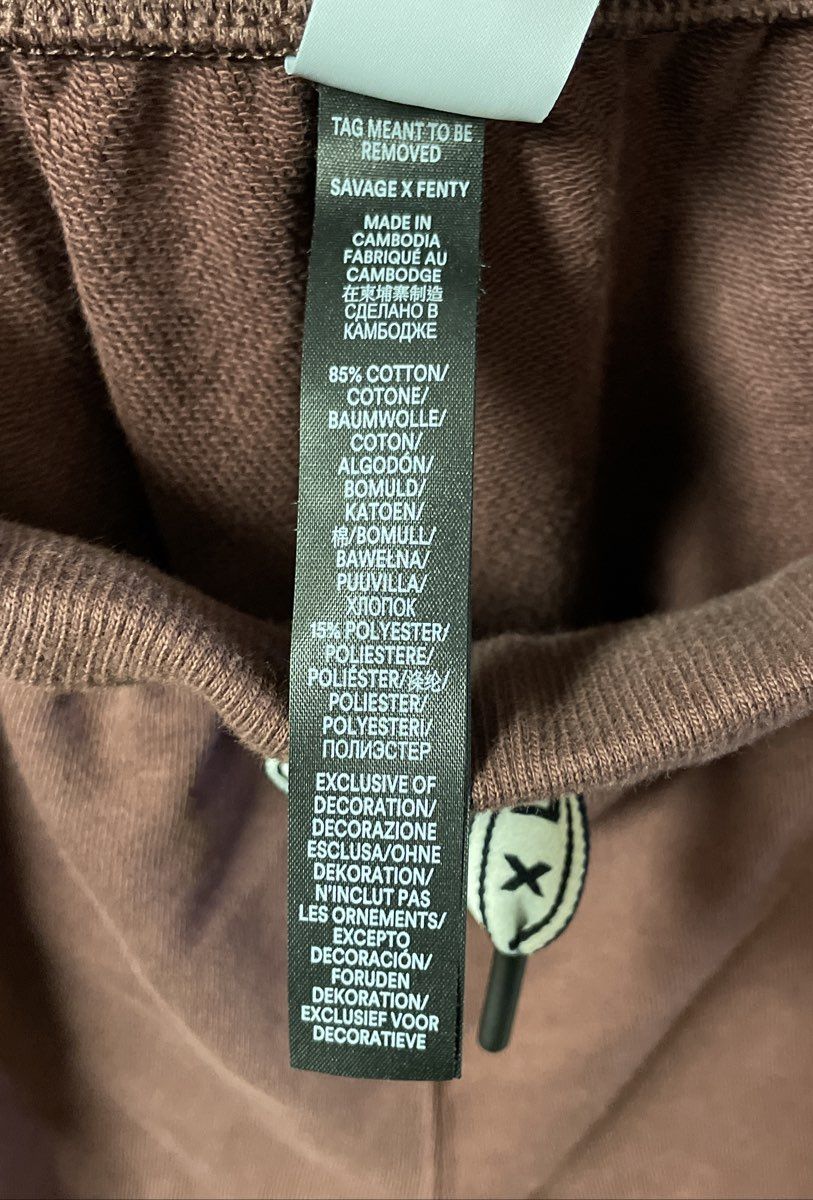 TAG MEANT TO BE
REMOVED
SAVAGE X FENTY
MADE IN
CAMBODIA
FABRIQUÉ AU
CAMBODGE
在柬埔寨制造
СДЕЛАНО В
КАМБОДЖЕ
85% COTTON/
COTONE/
BAUMWOLLE/
COTON/
ALGODÓN/
BOMULD/
KATOEN/
棉/BOMULL/
BAWEŁNA/
PUUVILLA/
ХЛОПОК
15% POLYESTER/
POLIESTERE/
POLIÉSTER/涤纶/
POLIESTER/
POLYESTERI/
ПОЛИЭСТЕР
EXCLUSIVE OF
DECORATION/
DECORAZIONE
ESCLUSA/OHNE
DEKORATION/
N'INCLUT PAS
LES ORNEMENTS/
EXCEPTO
DECORACIÓN/
FORUDEN
DEKORATION/
EXCLUSIEF VOOR
DECORATIEVE
X